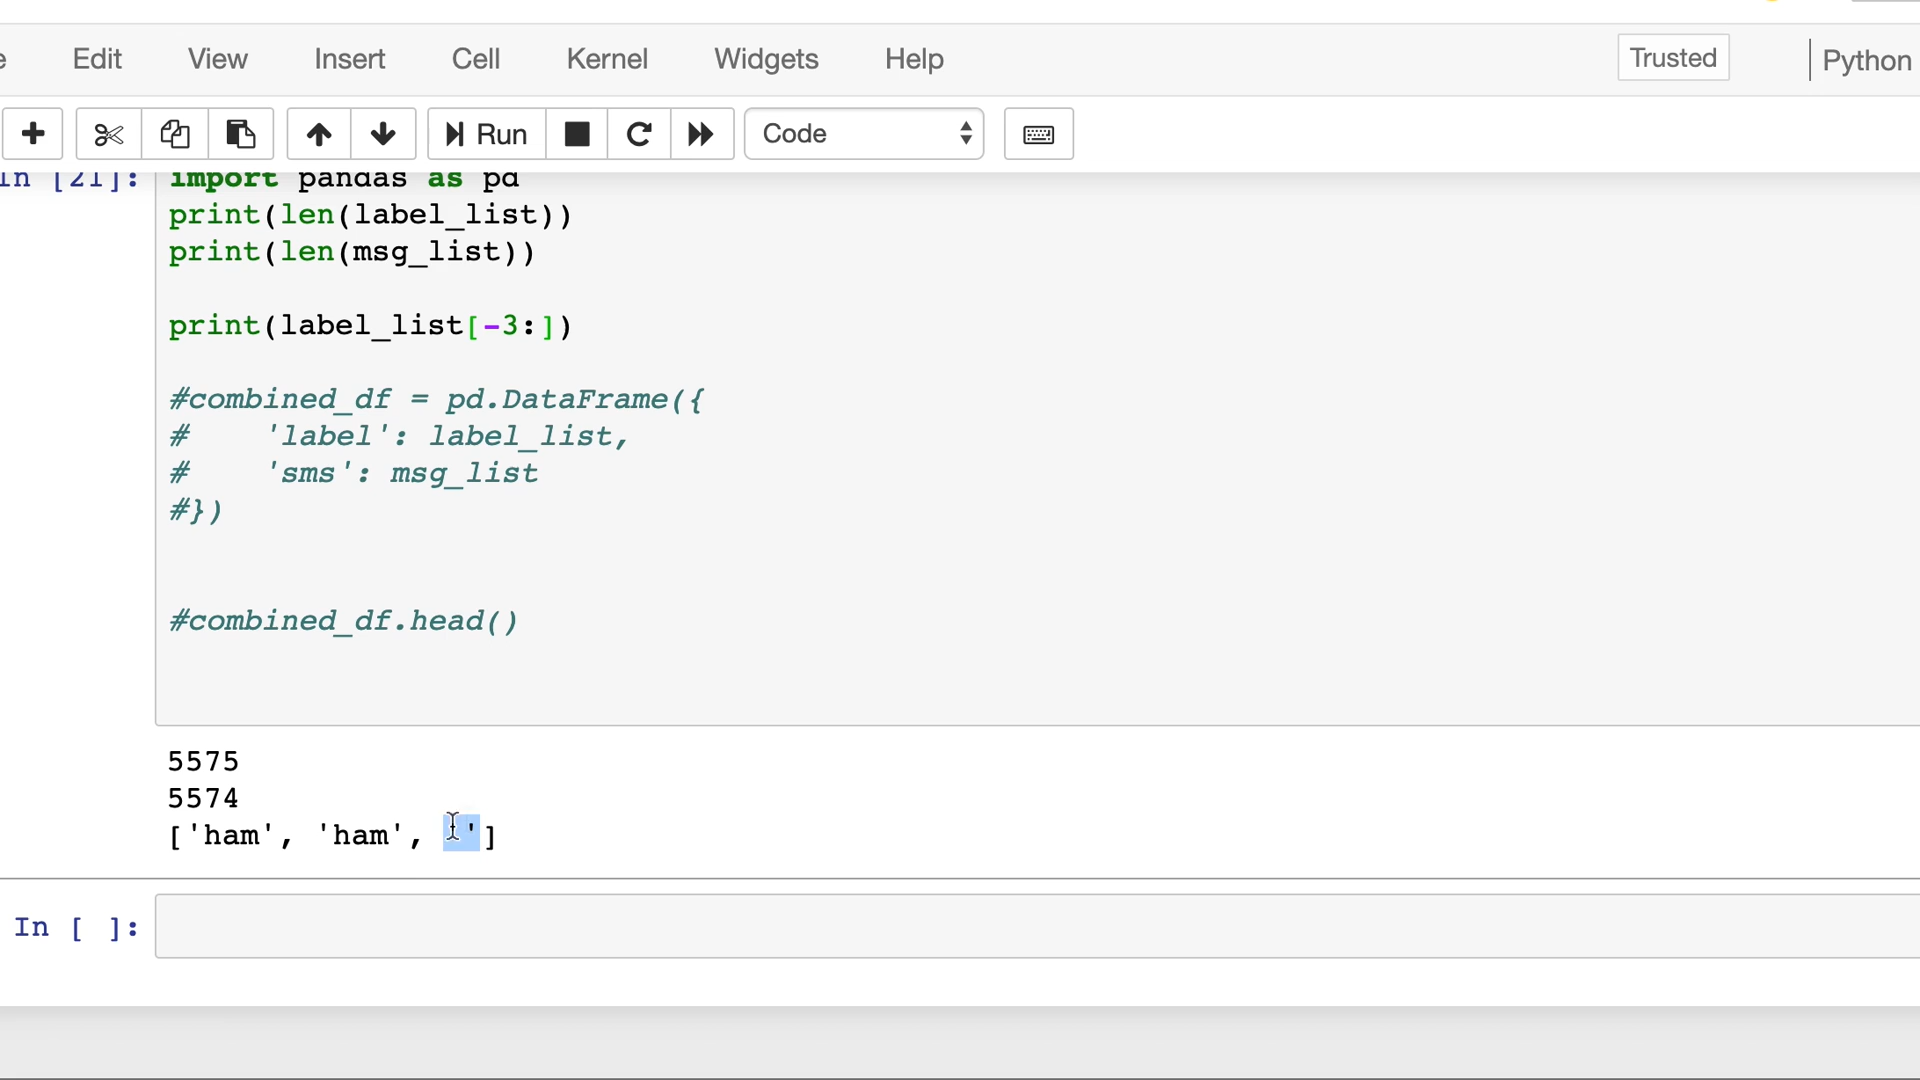 Edit View Insert Cell Kernel Widgets Help Trusted Python
Run Code
In [21]: import pandas as pd
print(len(label_list))
print(len(msg_list))
print(label_list[-3:])
#combined_df = pd.DataFrame({
#    'label': label_list,
#    'sms': msg_list
#})
#combined_df.head()
5575
5574
['ham', 'ham', '']
In [ ]: